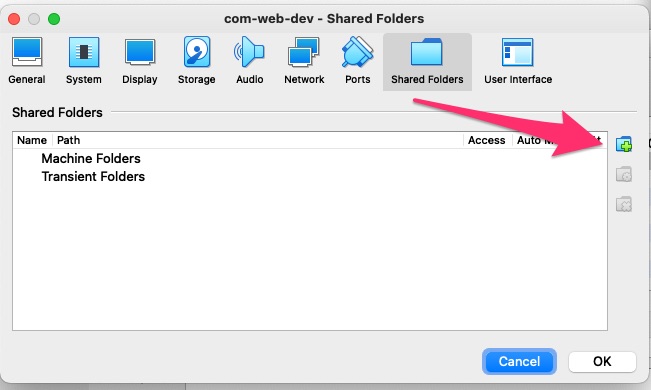 com-web-dev - Shared Folders
General System Display Storage Audio Network Ports Shared Folders User Interface
Shared Folders
Name Path Access Auto
Machine Folders
Transient Folders
Cancel OK